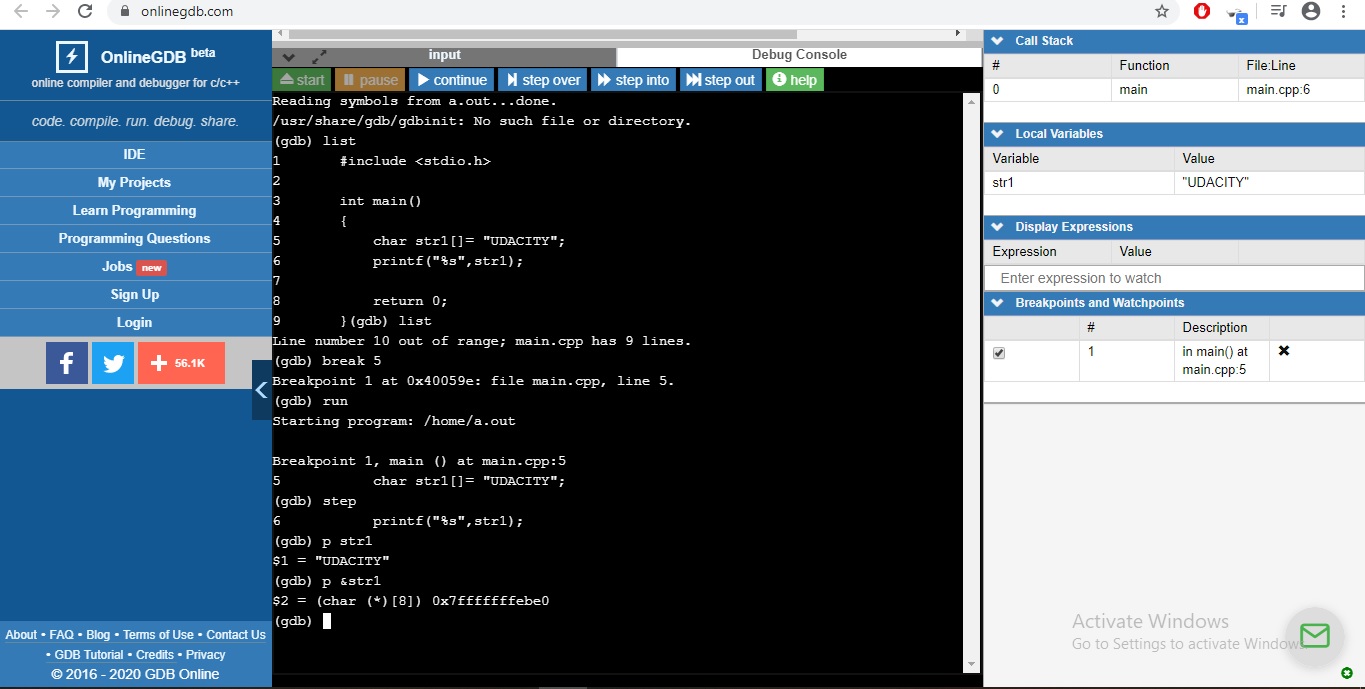 onlinegdb.com
OnlineGDB beta
online compiler and debugger for c/c++
code. compile. run. debug. share.
IDE
My Projects
Learn Programming
Programming Questions
Jobs new
Sign Up
Login
f
56.1K
About • FAQ • Blog • Terms of Use • Contact Us
• GDB Tutorial • Credits • Privacy
© 2016 - 2020 GDB Online
input
Debug Console
start pause continue step over step into step out help
Reading symbols from a.out...done.
/usr/share/gdb/gdbinit: No such file or directory.
(gdb) list
1       #include <stdio.h>
2
3       int main()
4       {
5           char str1[]= "UDACITY";
6           printf("%s",str1);
7
8           return 0;
9       }(gdb) list
Line number 10 out of range; main.cpp has 9 lines.
(gdb) break 5
Breakpoint 1 at 0x40059e: file main.cpp, line 5.
(gdb) run
Starting program: /home/a.out
Breakpoint 1, main () at main.cpp:5
5           char str1[]= "UDACITY";
(gdb) step
6           printf("%s",str1);
(gdb) p str1
$1 = "UDACITY"
(gdb) p &str1
$2 = (char (*)[8]) 0x7fffffffebe0
(gdb)
Call Stack
# Function File:Line
0 main main.cpp:6
Local Variables
Variable Value
str1 "UDACITY"
Display Expressions
Expression Value
Enter expression to watch
Breakpoints and Watchpoints
# Description
1 in main() at
main.cpp:5
Activate Windows
Go to Settings to activate Windows.